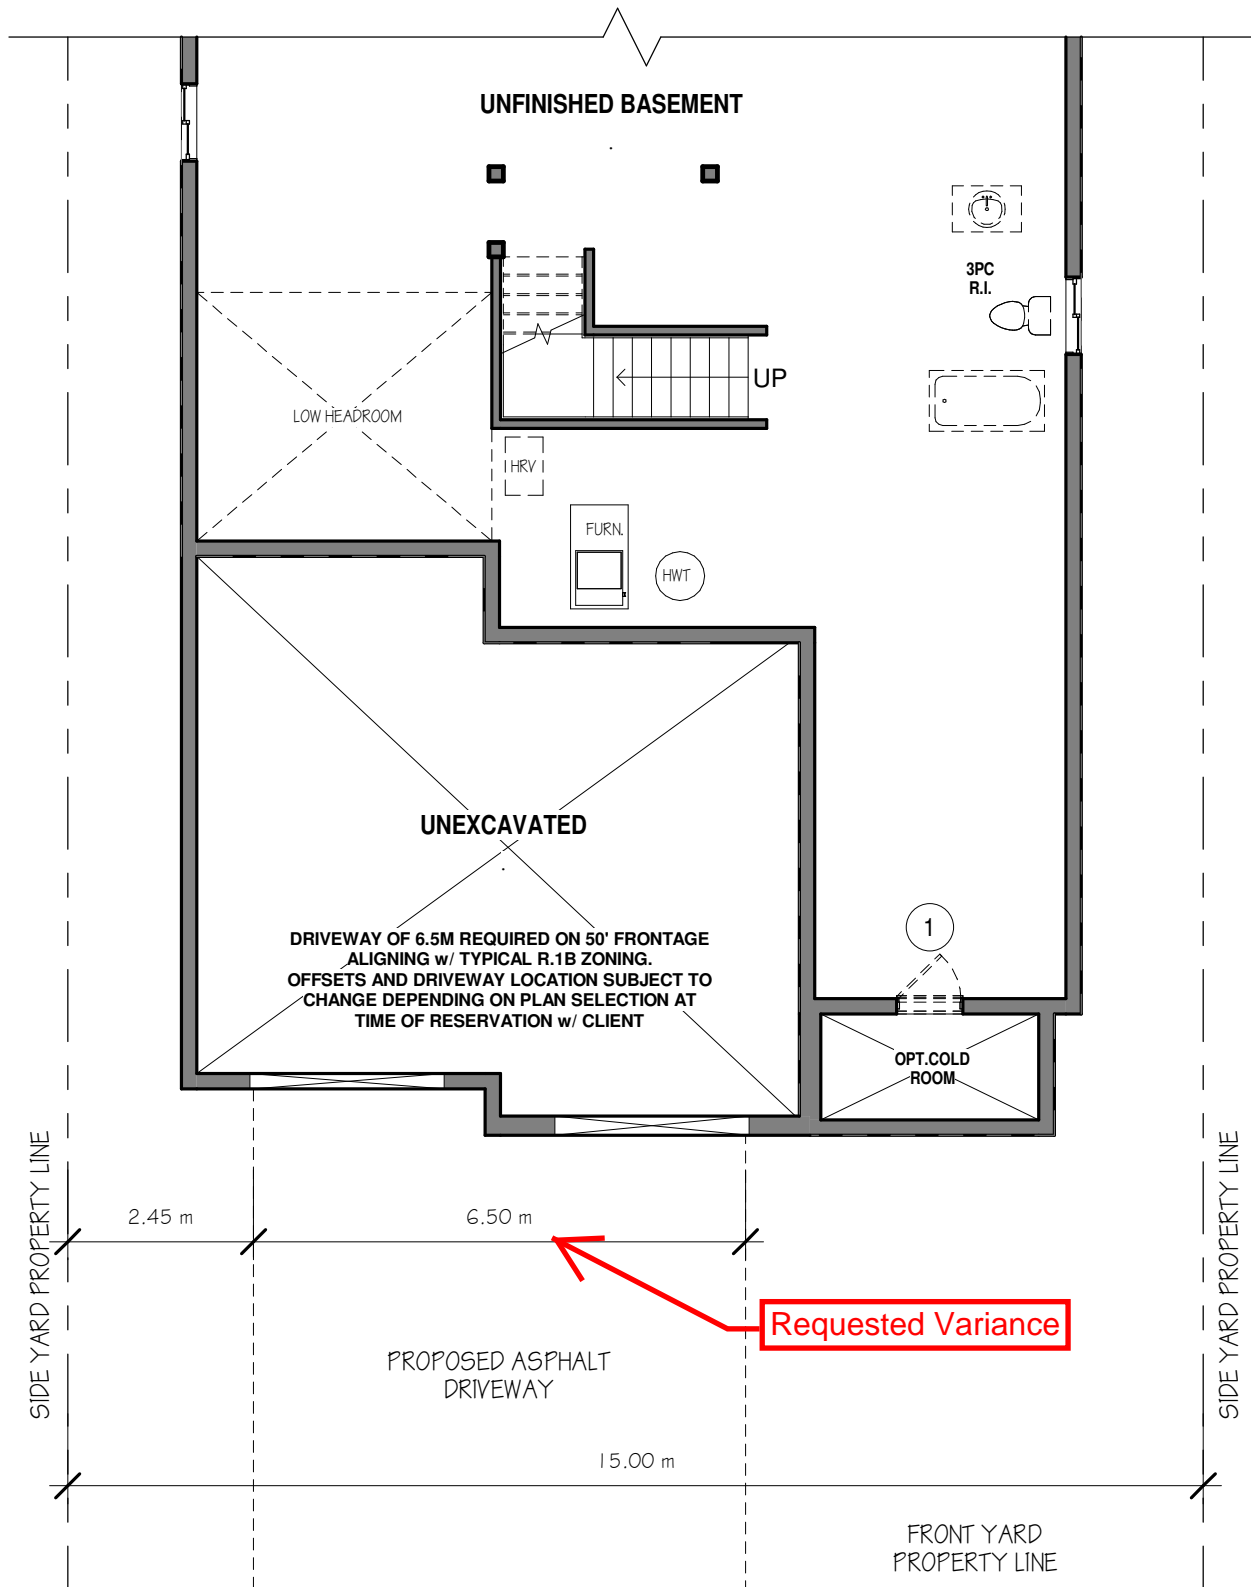 UNFINISHED BASEMENT
3PC
R.I.
UP
LOW HEADROOM
HRV
FURN.
HWT
UNEXCAVATED
DRIVEWAY OF 6.5M REQUIRED ON 50' FRONTAGE
ALIGNING w/ TYPICAL R.1B ZONING.
OFFSETS AND DRIVEWAY LOCATION SUBJECT TO
CHANGE DEPENDING ON PLAN SELECTION AT
TIME OF RESERVATION w/ CLIENT
1
OPT.COLD
ROOM
SIDE YARD PROPERTY LINE
2.45 m
6.50 m
SIDE YARD PROPERTY LINE
Requested Variance
PROPOSED ASPHALT
DRIVEWAY
15.00 m
FRONT YARD
PROPERTY LINE